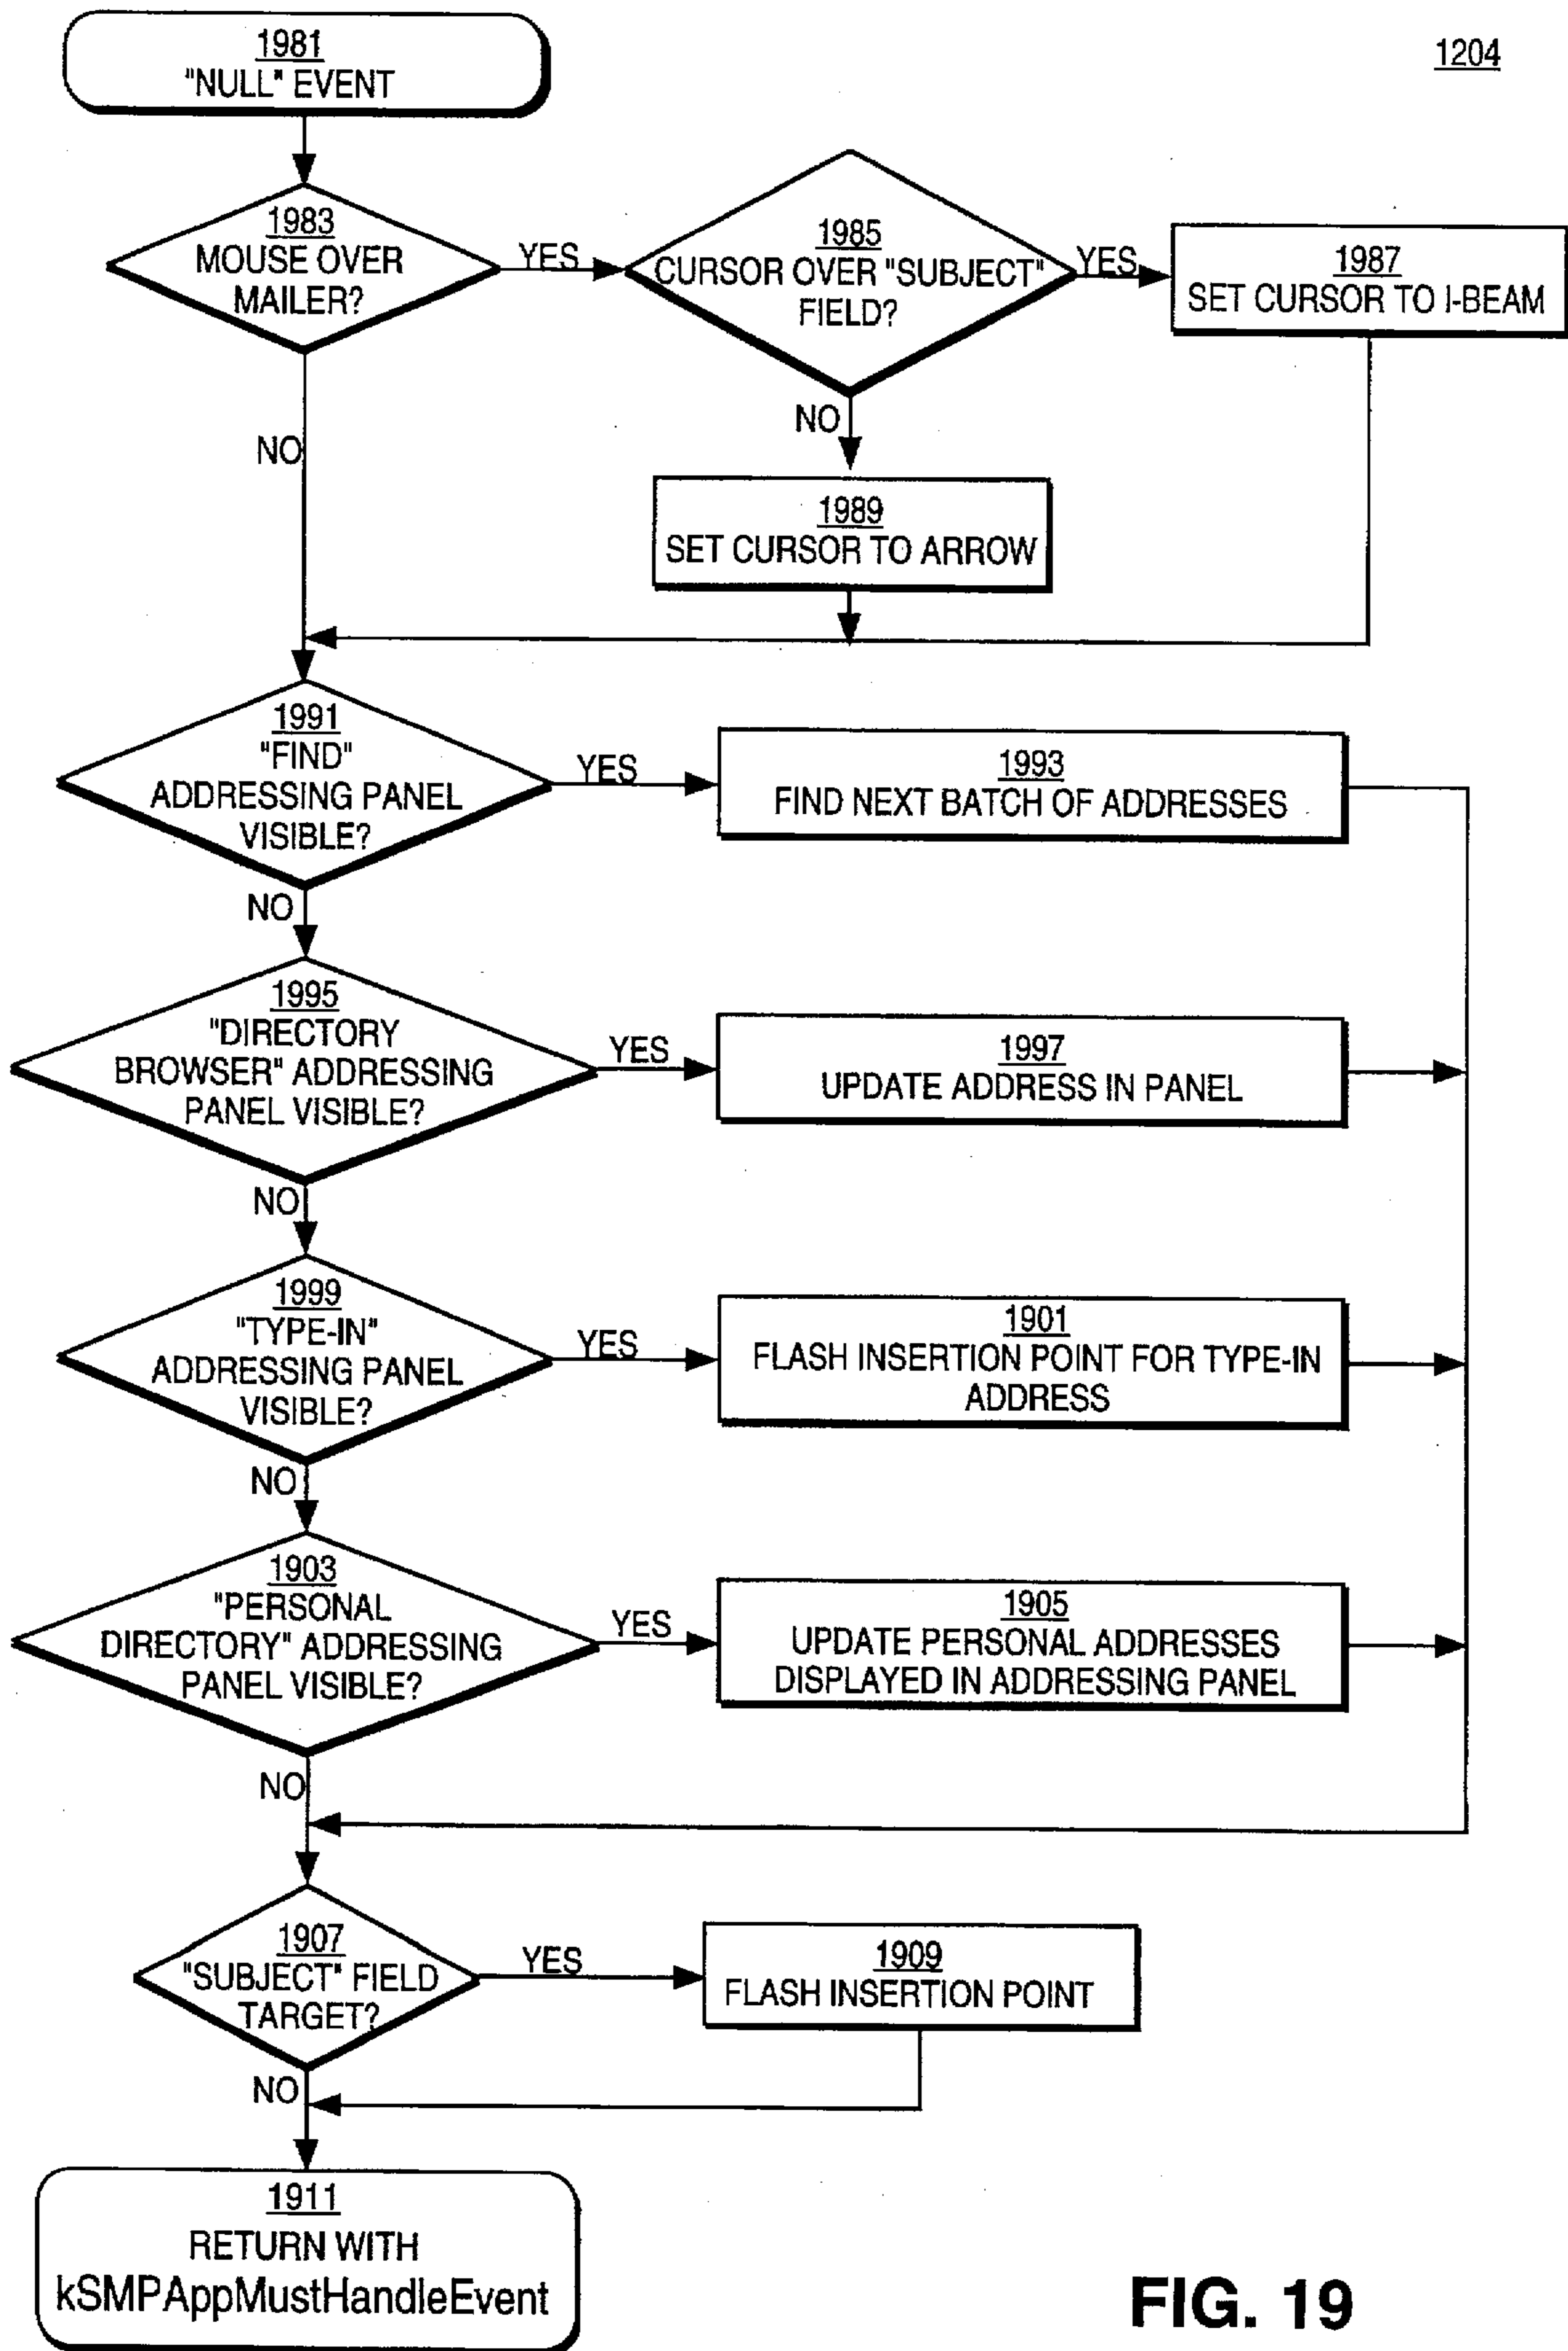 1981
"NULL" EVENT
1204
1983
MOUSE OVER
MAILER?
YES
1985
CURSOR OVER "SUBJECT"
FIELD?
YES
1987
SET CURSOR TO I-BEAM
NO
NO
1989
SET CURSOR TO ARROW
1991
"FIND"
ADDRESSING PANEL
VISIBLE?
YES
1993
FIND NEXT BATCH OF ADDRESSES
NO
1995
"DIRECTORY
BROWSER" ADDRESSING
PANEL VISIBLE?
YES
1997
UPDATE ADDRESS IN PANEL
NO
1999
"TYPE-IN"
ADDRESSING PANEL
VISIBLE?
YES
1901
FLASH INSERTION POINT FOR TYPE-IN
ADDRESS
NO
1903
"PERSONAL
DIRECTORY" ADDRESSING
PANEL VISIBLE?
YES
1905
UPDATE PERSONAL ADDRESSES
DISPLAYED IN ADDRESSING PANEL
NO
1907
"SUBJECT" FIELD
TARGET?
YES
1909
FLASH INSERTION POINT
NO
1911
RETURN WITH
kSMPAppMustHandleEvent
FIG. 19